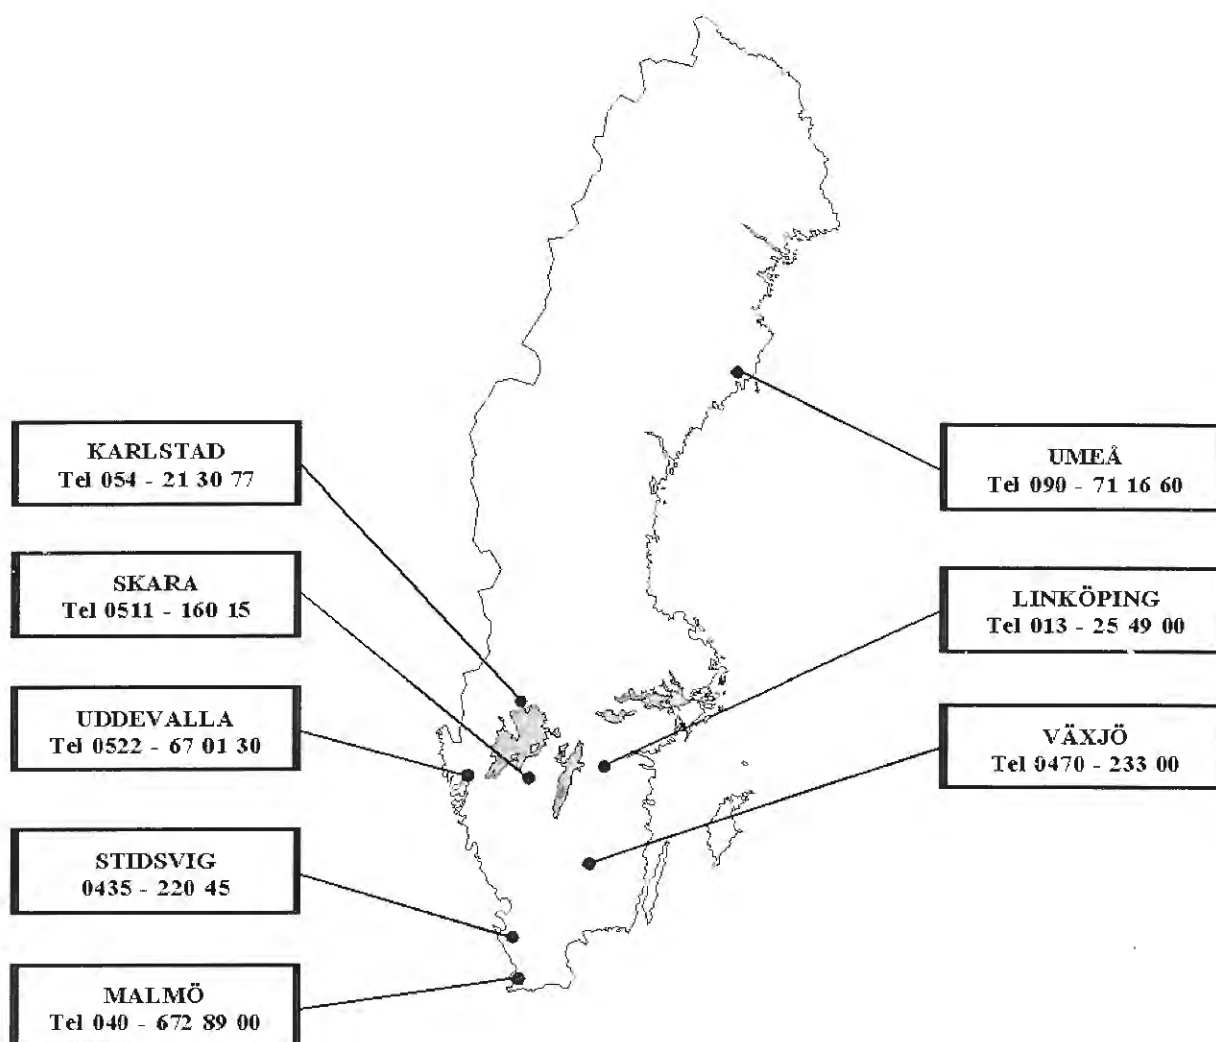 KARLSTAD
Tel 054 - 21 30 77
SKARA
Tel 0511 - 160 15
UDDEVALLA
Tel 0522 - 67 01 30
STIDSVIG
0435 - 220 45
MALMÖ
Tel 040 - 672 89 00
UMEÅ
Tel 090 - 71 16 60
LINKÖPING
Tel 013 - 25 49 00
VÄXJÖ
Tel 0470 - 233 00